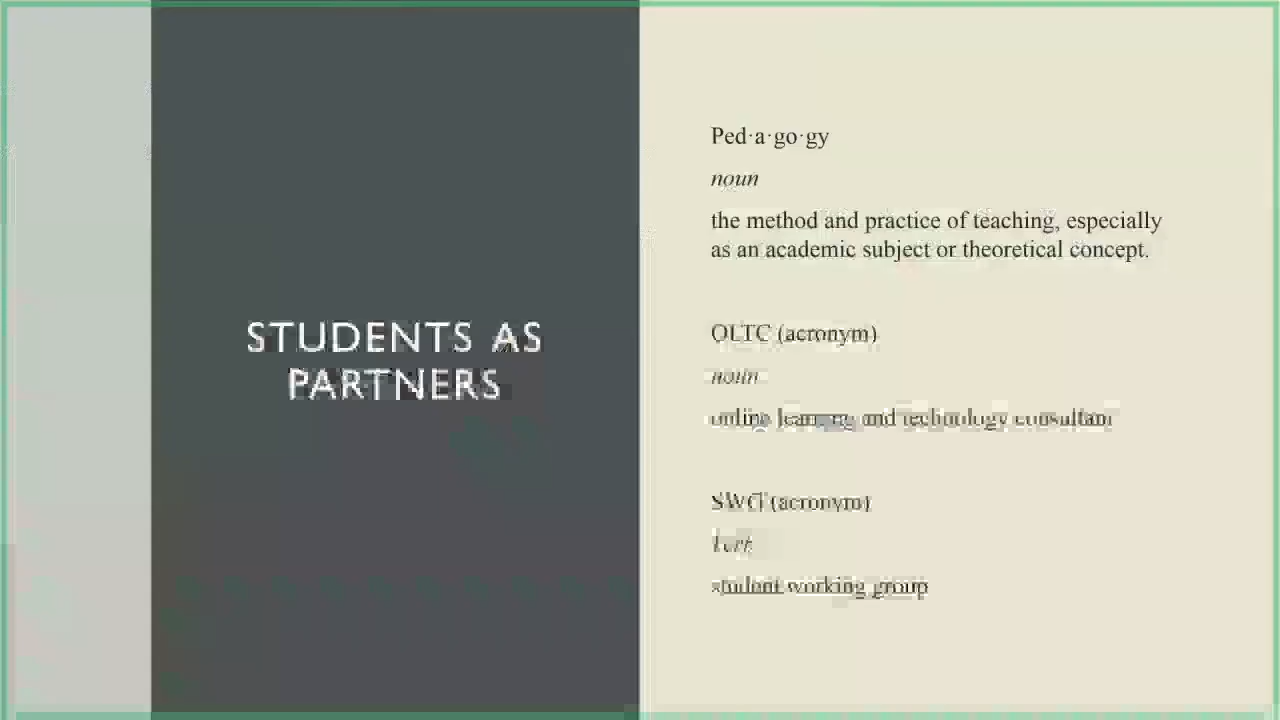 STUDENTS AS
PARTNERS
Ped·a·go·gy
noun
the method and practice of teaching, especially
as an academic subject or theoretical concept.
OLTC (acronym)
noun
online learning and technology consultant
SWG (acronym)
student working group